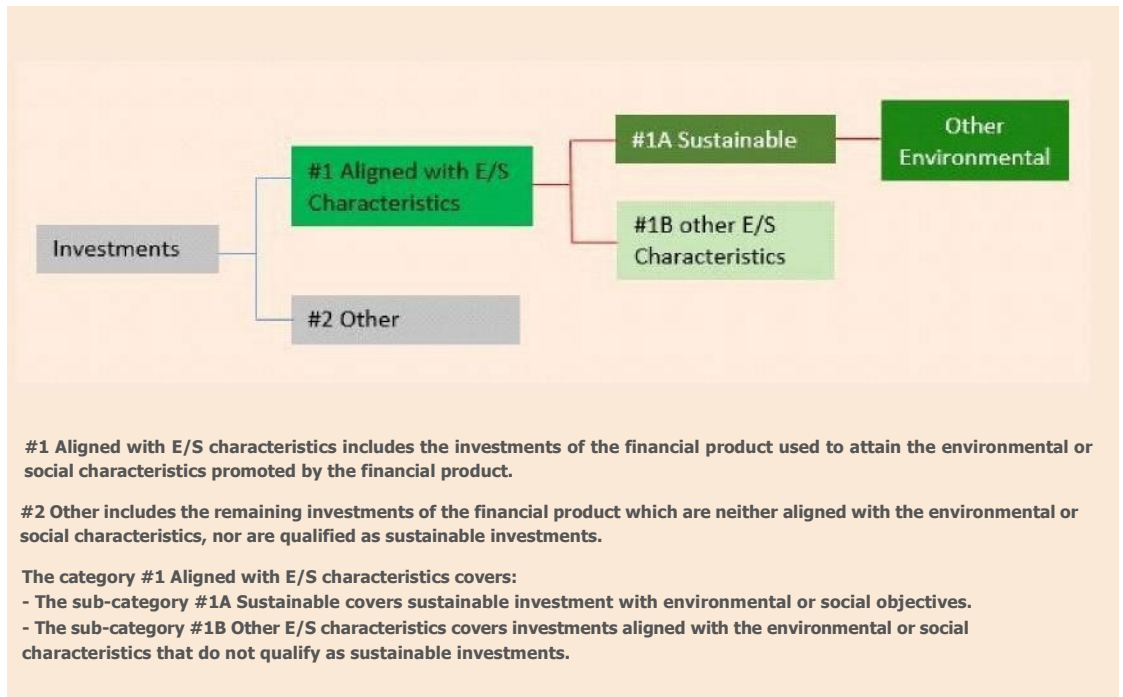 Investments
#1 Aligned with E/S
Characteristics
#2 Other
#1A Sustainable
#1B other E/S
Characteristics
Other
Environmental
#1 Aligned with E/S characteristics includes the investments of the financial product used to attain the environmental or
social characteristics promoted by the financial product.
#2 Other includes the remaining investments of the financial product which are neither aligned with the environmental or
social characteristics, nor are qualified as sustainable investments.
The category #1 Aligned with E/S characteristics covers:
- The sub-category #1A Sustainable covers sustainable investment with environmental or social objectives.
- The sub-category #1B Other E/S characteristics covers investments aligned with the environmental or social
characteristics that do not qualify as sustainable investments.